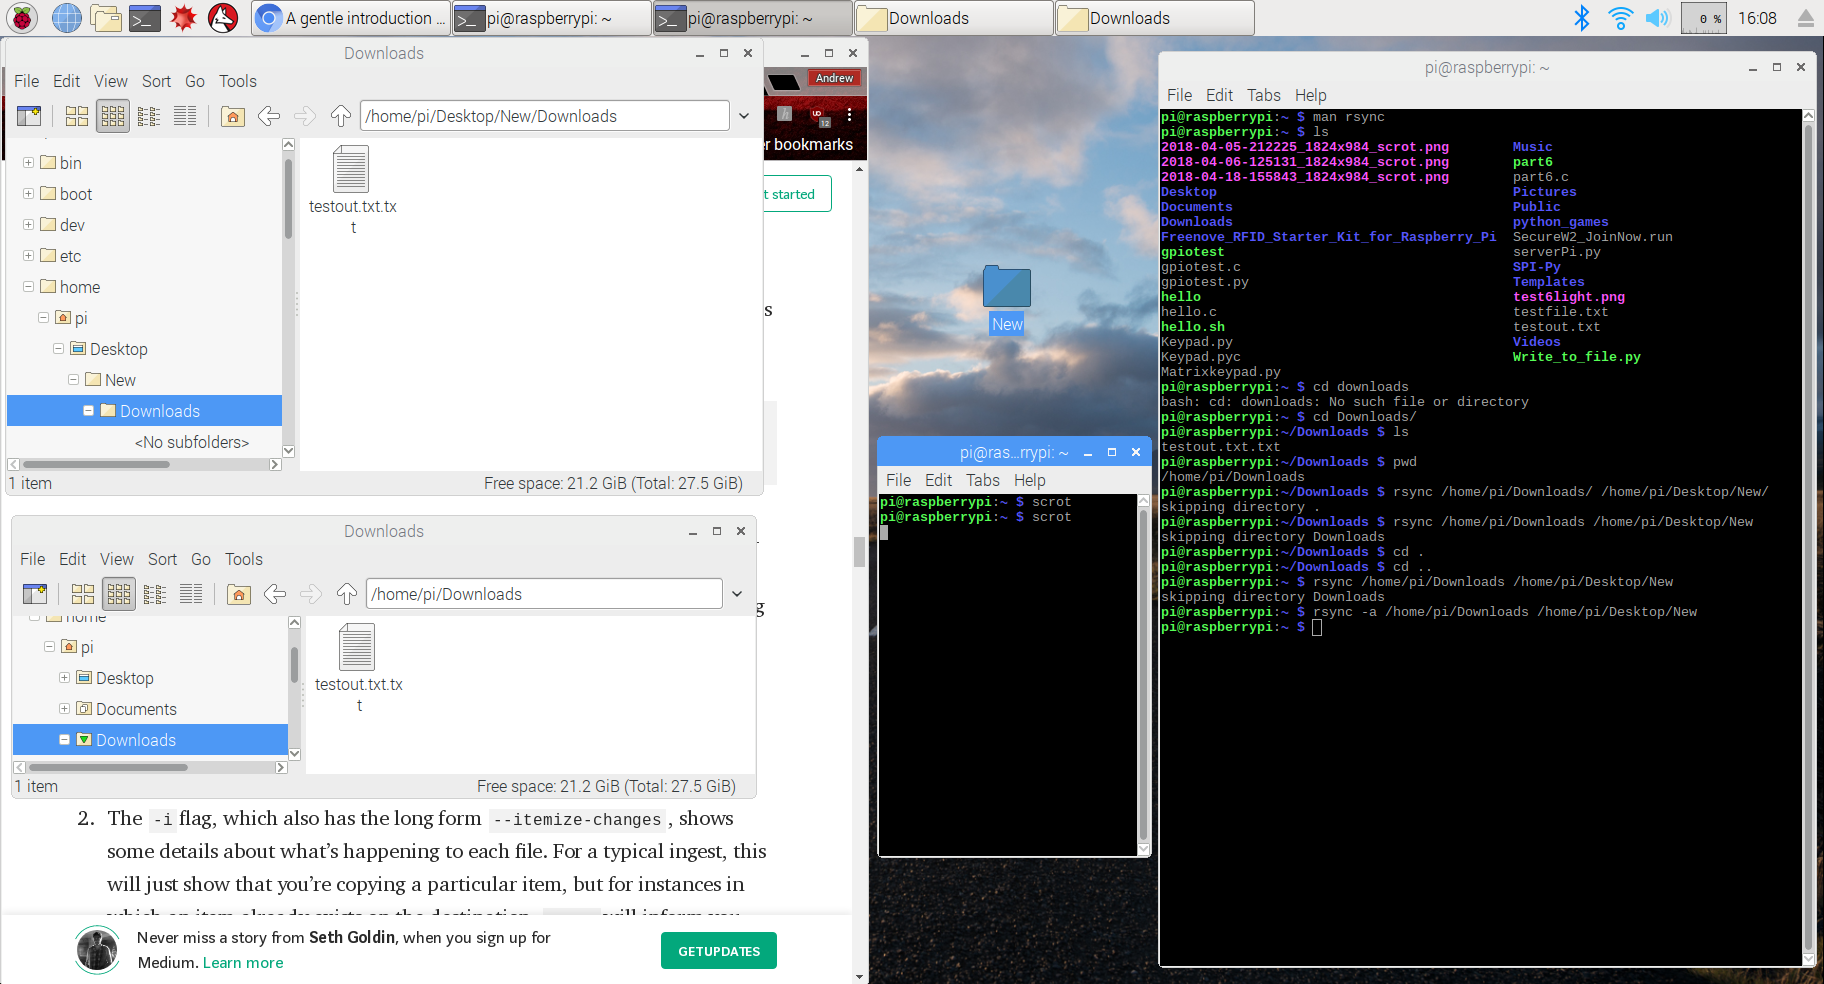 A gentle introduction ...
pi@raspberrypi: ~
pi@raspberrypi: ~
Downloads
Downloads
0 %
16:08
Downloads
File Edit View Sort Go Tools
/home/pi/Desktop/New/Downloads
bin
boot
dev
etc
home
pi
Desktop
New
Downloads
<No subfolders>
testout.txt.tx
t
1 item
Free space: 21.2 GiB (Total: 27.5 GiB)
Andrew
12
er bookmarks
t started
s
Downloads
File Edit View Sort Go Tools
/home/pi/Downloads
home
pi
Desktop
Documents
Downloads
testout.txt.tx
t
1 item
Free space: 21.2 GiB (Total: 27.5 GiB)
g
2. The -i flag, which also has the long form --itemize-changes, shows
some details about what’s happening to each file. For a typical ingest, this
will just show that you’re copying a particular item, but for instances in
which an item already exists on the destination, will inform you
Never miss a story from Seth Goldin, when you sign up for
Medium. Learn more
GET UPDATES
New
pi@ras...rrypi: ~
File Edit Tabs Help
pi@raspberrypi:~ $ scrot
pi@raspberrypi:~ $ scrot
pi@raspberrypi: ~
File Edit Tabs Help
pi@raspberrypi:~ $ man rsync
pi@raspberrypi:~ $ ls
2018-04-05-212225_1824x984_scrot.png Music
2018-04-06-125131_1824x984_scrot.png part6
2018-04-18-155843_1824x984_scrot.png part6.c
Desktop Pictures
Documents Public
Downloads python_games
Freenove_RFID_Starter_Kit_for_Raspberry_Pi SecureW2_JoinNow.run
gpiotest serverPi.py
gpiotest.c SPI-Py
gpiotest.py Templates
hello test6light.png
hello.c testfile.txt
hello.sh testout.txt
Keypad.py Videos
Keypad.pyc Write_to_file.py
Matrixkeypad.py
pi@raspberrypi:~ $ cd downloads
bash: cd: downloads: No such file or directory
pi@raspberrypi:~ $ cd Downloads/
pi@raspberrypi:~/Downloads $ ls
testout.txt.txt
pi@raspberrypi:~/Downloads $ pwd
/home/pi/Downloads
pi@raspberrypi:~/Downloads $ rsync /home/pi/Downloads/ /home/pi/Desktop/New/
skipping directory .
pi@raspberrypi:~/Downloads $ rsync /home/pi/Downloads /home/pi/Desktop/New
skipping directory Downloads
pi@raspberrypi:~/Downloads $ cd .
pi@raspberrypi:~/Downloads $ cd ..
pi@raspberrypi:~ $ rsync /home/pi/Downloads /home/pi/Desktop/New
skipping directory Downloads
pi@raspberrypi:~ $ rsync -a /home/pi/Downloads /home/pi/Desktop/New
pi@raspberrypi:~ $